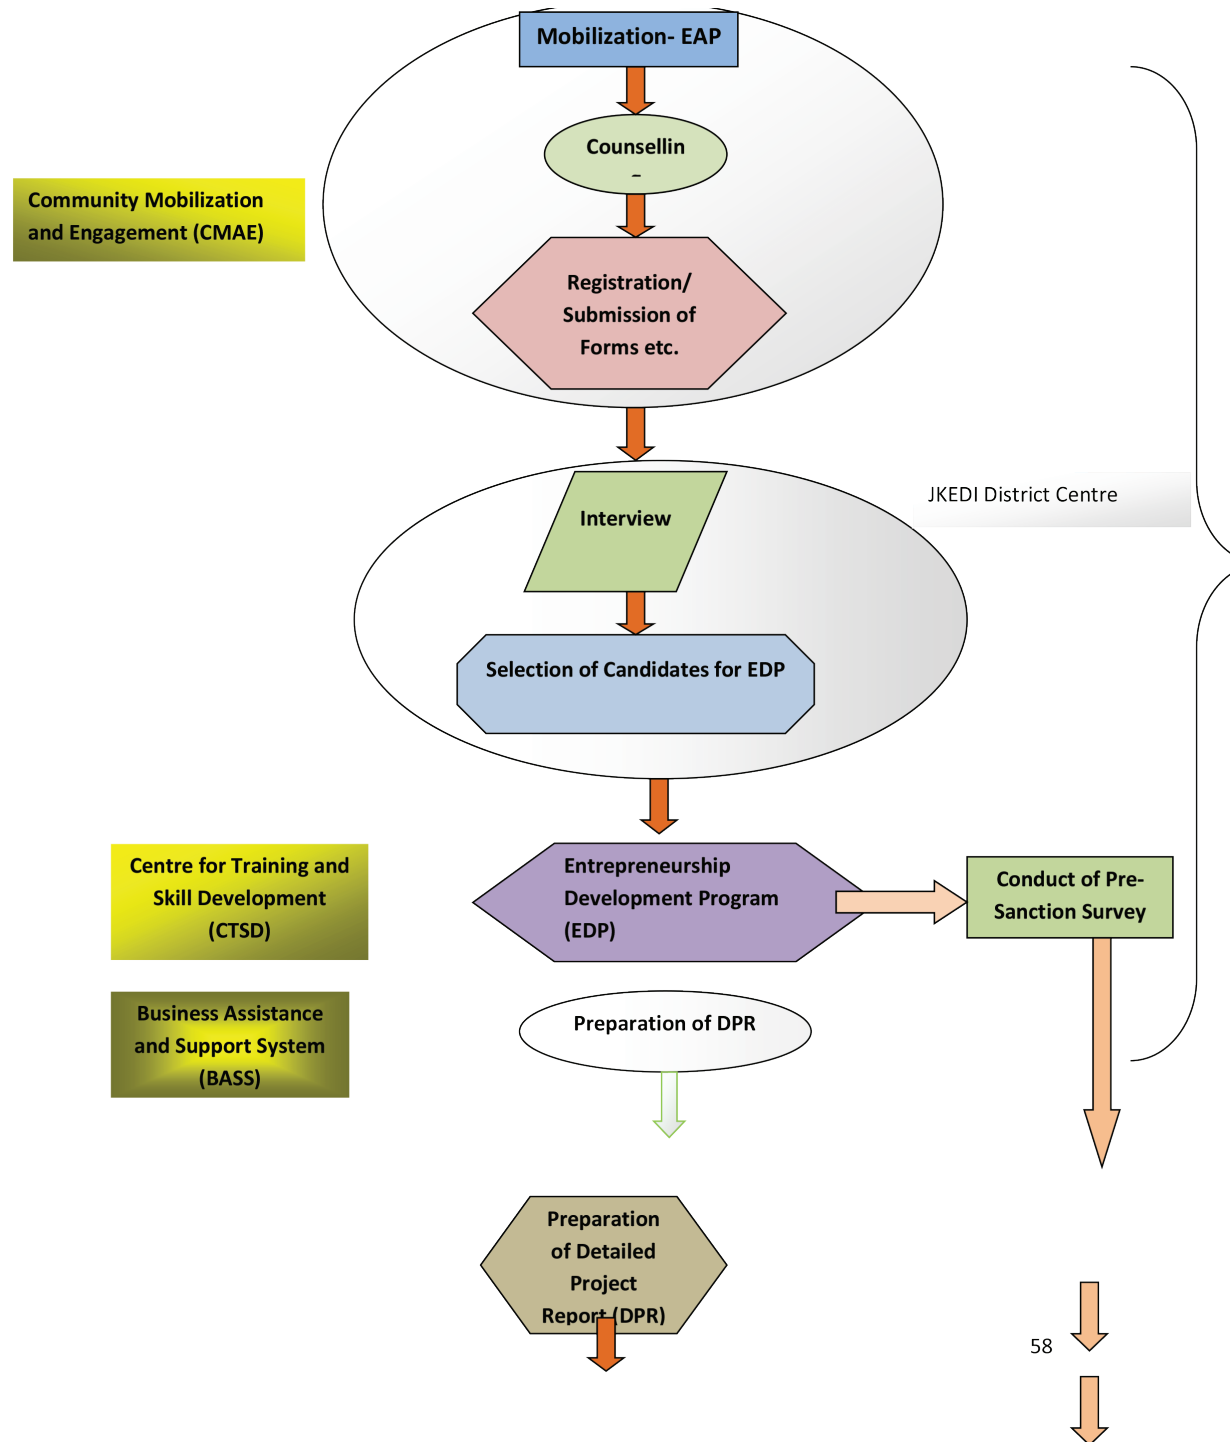 Mobilization- EAP
Counsellin
Community Mobilization
and Engagement (CMAE)
Registration/
Submission of
Forms etc.
JKEDI District Centre
Interview
Selection of Candidates for EDP
Centre for Training and
Skill Development
(CTSD)
Entrepreneurship
Development Program
(EDP)
Conduct of Pre-
Sanction Survey
Business Assistance
and Support System
(BASS)
Preparation of DPR
Preparation
of Detailed
Project
Report (DPR)
58